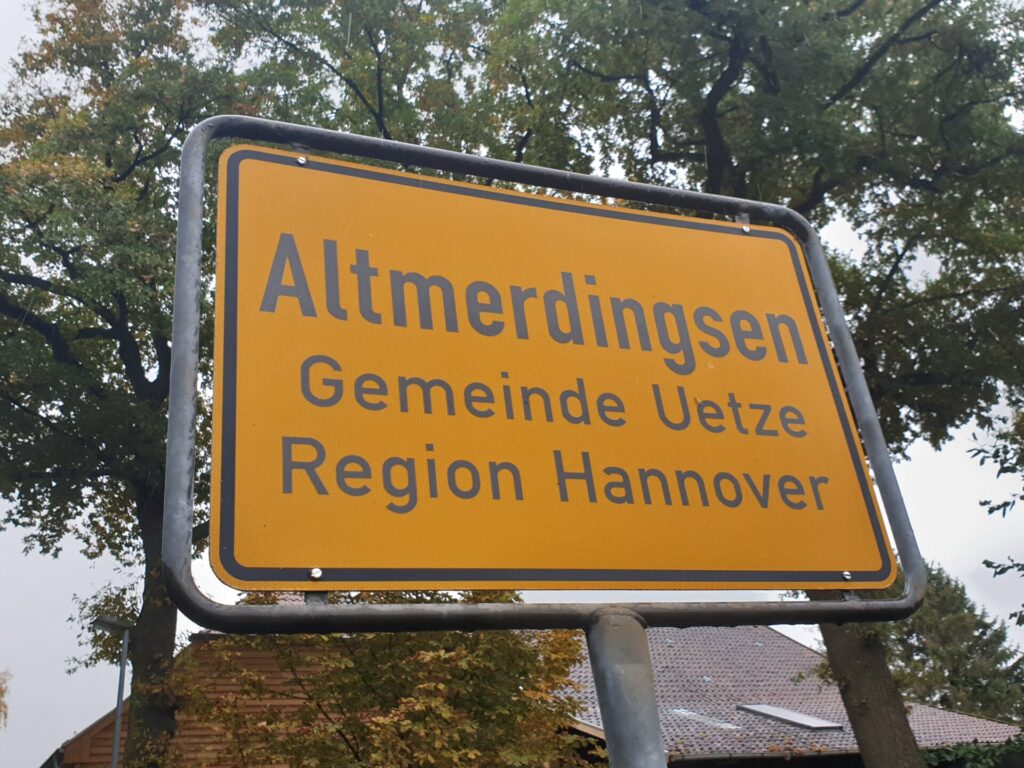 Altmerdingsen
Gemeinde Uetze
Region Hannover